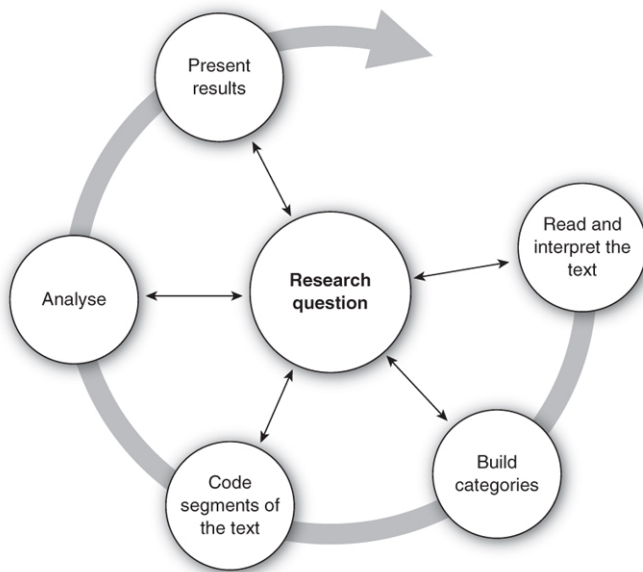 Present
results
Read and
interpret the
text
Research
question
Analyse
Build
categories
Code
segments of
the text